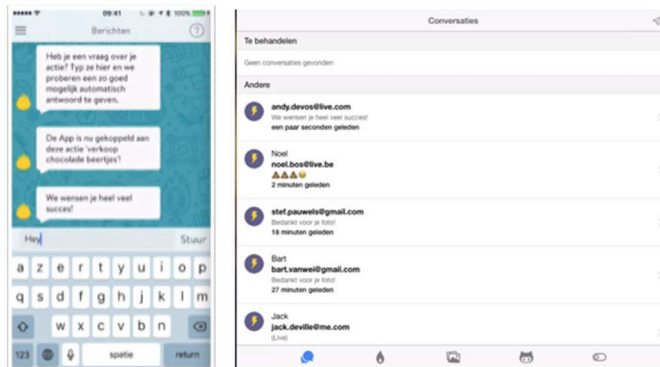 09:41
100%
Berichten
?
Heb je een vraag over je
actie? Typ ze hier en we
proberen een zo goed
mogelijk automatisch
antwoord te geven.
De App is nu gekoppeld aan
deze actie 'verkoop
chocolade beertjes'!
We wensen je heel veel
succes!
Hey
Stuur
a z e r t y u i o p
q s d f g h j k l m
w x c v b n
123
spatie
return
Conversaties
Te behandelen
Geen conversaties gevonden
Andere
andy.devos@live.com
We wensen je heel veel succes!
een paar seconden geleden
Noel
noel.bos@live.be
2 minuten geleden
stef.pauwels@gmail.com
Bedankt voor je foto!
18 minuten geleden
Bart
bart.vanwei@gmail.com
Bedankt voor je foto!
27 minuten geleden
Jack
jack.deville@me.com
(Live)